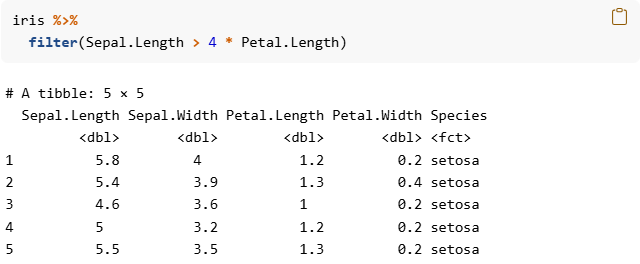 iris %>%
  filter(Sepal.Length > 4 * Petal.Length)
# A tibble: 5 × 5
  Sepal.Length Sepal.Width Petal.Length Petal.Width Species
         <dbl>       <dbl>        <dbl>       <dbl> <fct>
1          5.8         4            1.2         0.2 setosa
2          5.4         3.9          1.3         0.4 setosa
3          4.6         3.6          1           0.2 setosa
4          5           3.2          1.2         0.2 setosa
5          5.5         3.5          1.3         0.2 setosa